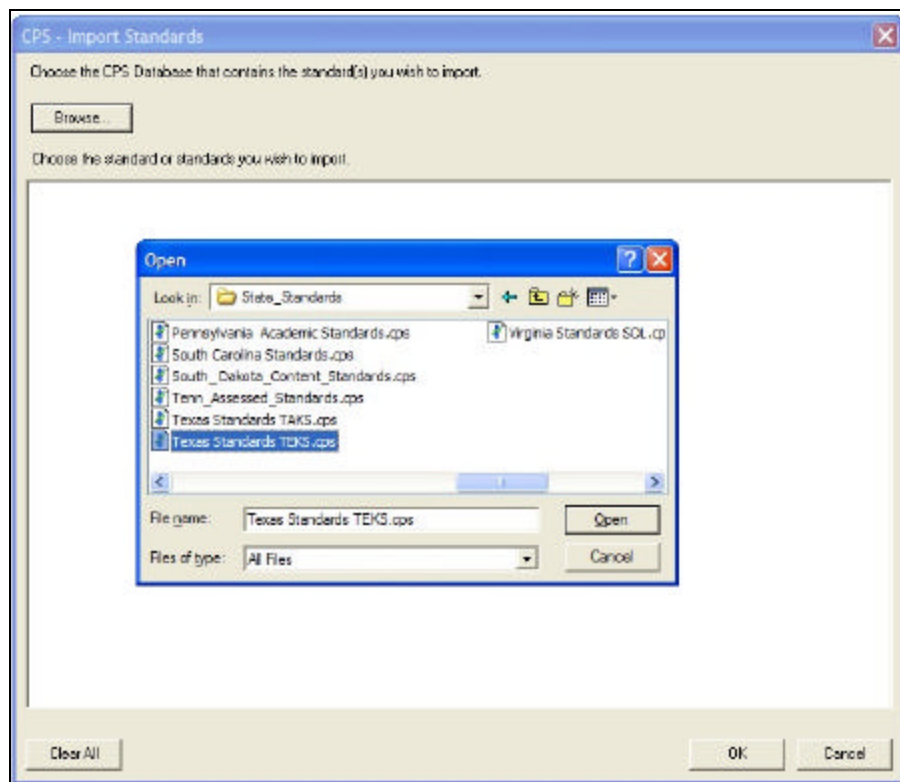 CPS - Import Standards
Choose the CPS Database that contains the standard(s) you wish to import.
Browse...
Choose the standard or standards you wish to import.
Open
Look in: State_Standards
Pennsylvania Academic Standards.cps
South Carolina Standards.cps
South_Dakota_Content_Standards.cps
Tenn_Assessed_Standards.cps
Texas Standards TAKS.cps
Texas Standards TEKS.cps
Virginia Standards SOL.cp
File name: Texas Standards TEKS.cps
Open
Files of type: All Files
Cancel
Clear All
OK
Cancel